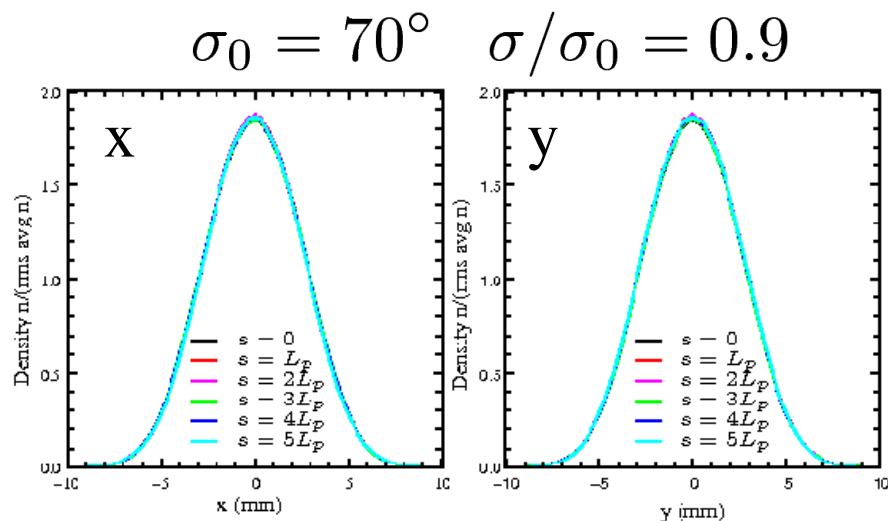 σ₀ = 70° σ/σ₀ = 0.9
x
y
2.0
1.5
1.0
0.5
0.0
Density n/(rms avg n)
s − 0
s = Lₚ
s = 2Lₚ
s − 3Lₚ
s = 4Lₚ
s = 5Lₚ
−10 −5 0 5 10
x (mm)
2.0
1.5
1.0
0.5
0.0
Density n/(rms avg n)
s − 0
s = Lₚ
s = 2Lₚ
s − 3Lₚ
s = 4Lₚ
s = 5Lₚ
−10 −5 0 5 10
y (mm)